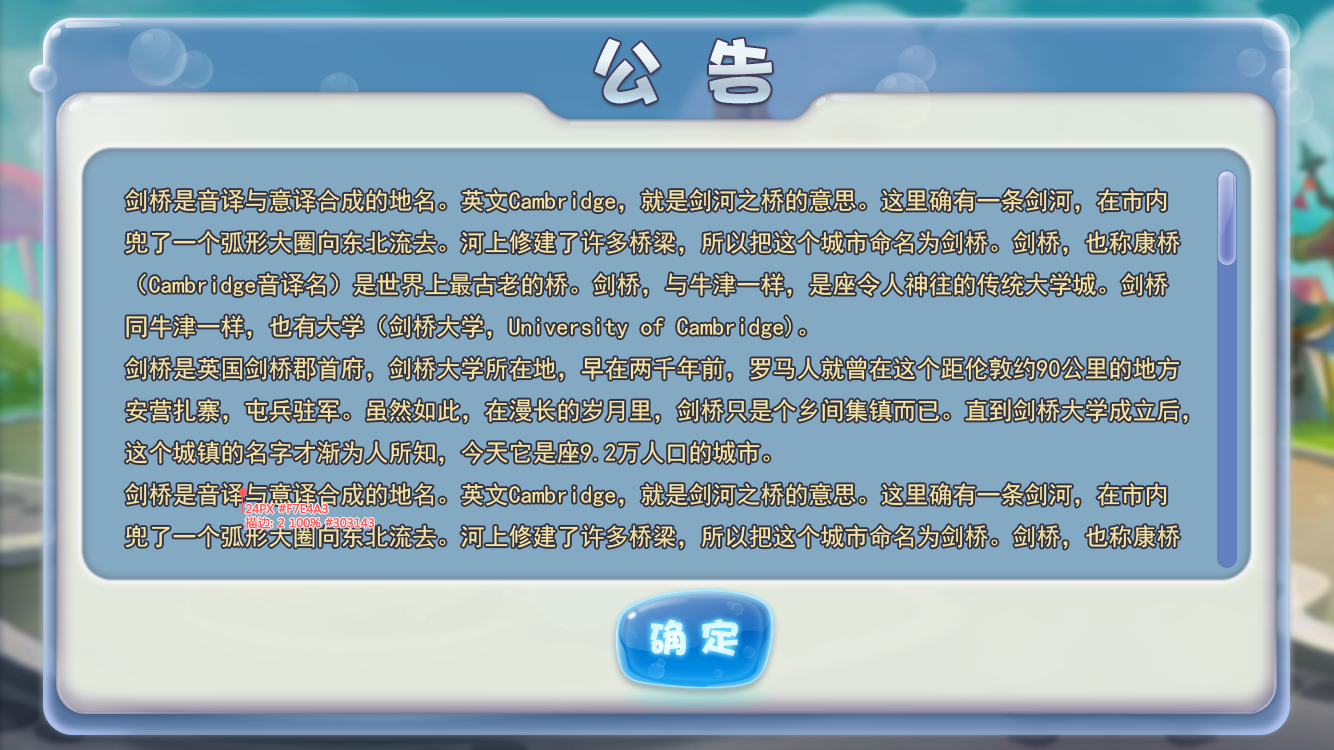 公告
剑桥是音译与意译合成的地名。英文Cambridge，就是剑河之桥的意思。这里确有一条剑河，在市内
兜了一个弧形大圈向东北流去。河上修建了许多桥梁，所以把这个城市命名为剑桥。剑桥，也称康桥
（Cambridge音译名）是世界上最古老的桥。剑桥，与牛津一样，是座令人神往的传统大学城。剑桥
同牛津一样，也有大学（剑桥大学，University of Cambridge)。
剑桥是英国剑桥郡首府，剑桥大学所在地，早在两千年前，罗马人就曾在这个距伦敦约90公里的地方
安营扎寨，屯兵驻军。虽然如此，在漫长的岁月里，剑桥只是个乡间集镇而已。直到剑桥大学成立后，
这个城镇的名字才渐为人所知，今天它是座9.2万人口的城市。
剑桥是音译与意译合成的地名。英文Cambridge，就是剑河之桥的意思。这里确有一条剑河，在市内
24PX #F7E4A3
描边: 2 100% #303143
兜了一个弧形大圈向东北流去。河上修建了许多桥梁，所以把这个城市命名为剑桥。剑桥，也称康桥
确定